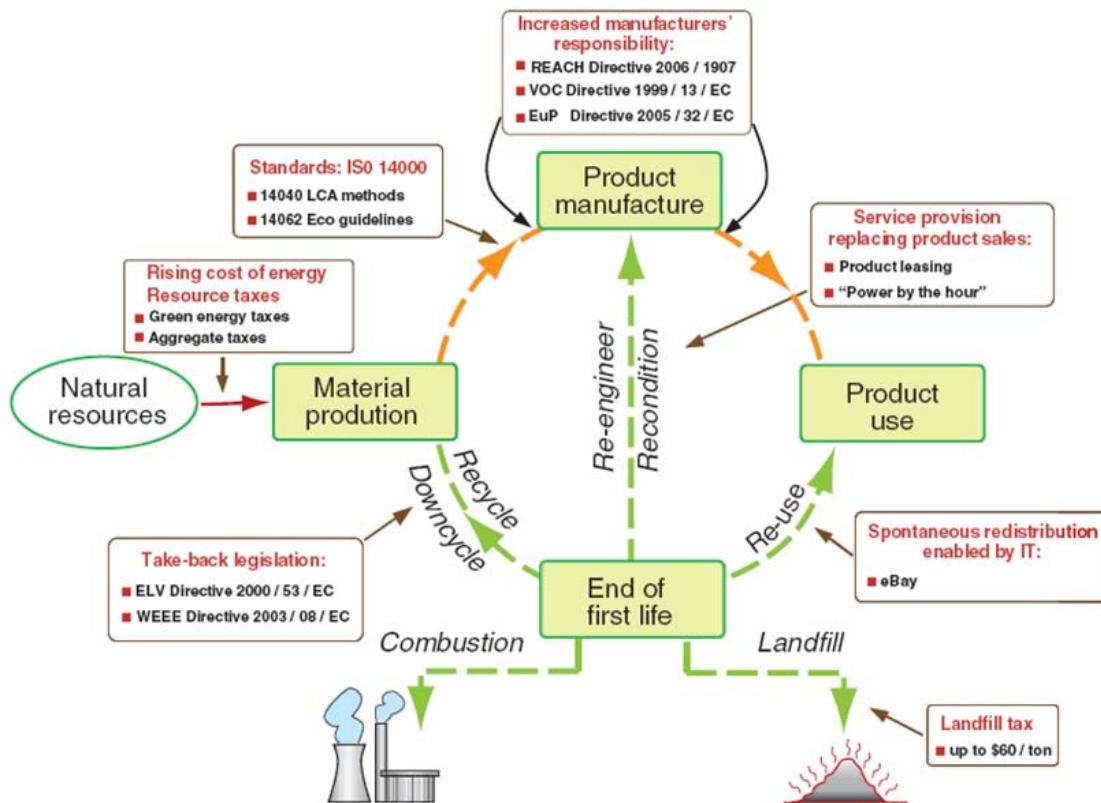 Increased manufacturers'
responsibility:
REACH Directive 2006 / 1907
VOC Directive 1999 / 13 / EC
EuP Directive 2005 / 32 / EC
Standards: IS0 14000
14040 LCA methods
14062 Eco guidelines
Product
manufacture
Service provision
replacing product sales:
Product leasing
"Power by the hour"
Rising cost of energy
Resource taxes
Green energy taxes
Aggregate taxes
Natural
resources
Material
prodution
Re-engineer
Recondition
Product
use
Recycle
Downcycle
Re-use
Take-back legislation:
ELV Directive 2000 / 53 / EC
WEEE Directive 2003 / 08 / EC
End of
first life
Spontaneous redistribution
enabled by IT:
eBay
Combustion
Landfill
Landfill tax
up to $60 / ton